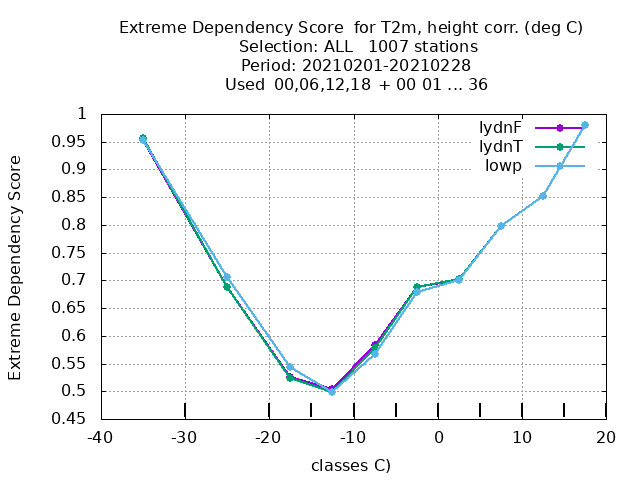 Extreme Dependency Score  for T2m, height corr. (deg C)
Selection: ALL   1007 stations
Period: 20210201-20210228
Used  00,06,12,18  + 00 01 ... 36
Extreme Dependency Score
1
0.95
0.9
0.85
0.8
0.75
0.7
0.65
0.6
0.55
0.5
0.45
lydnF
lydnT
lowp
-40 -30 -20 -10 0 10 20
classes C)